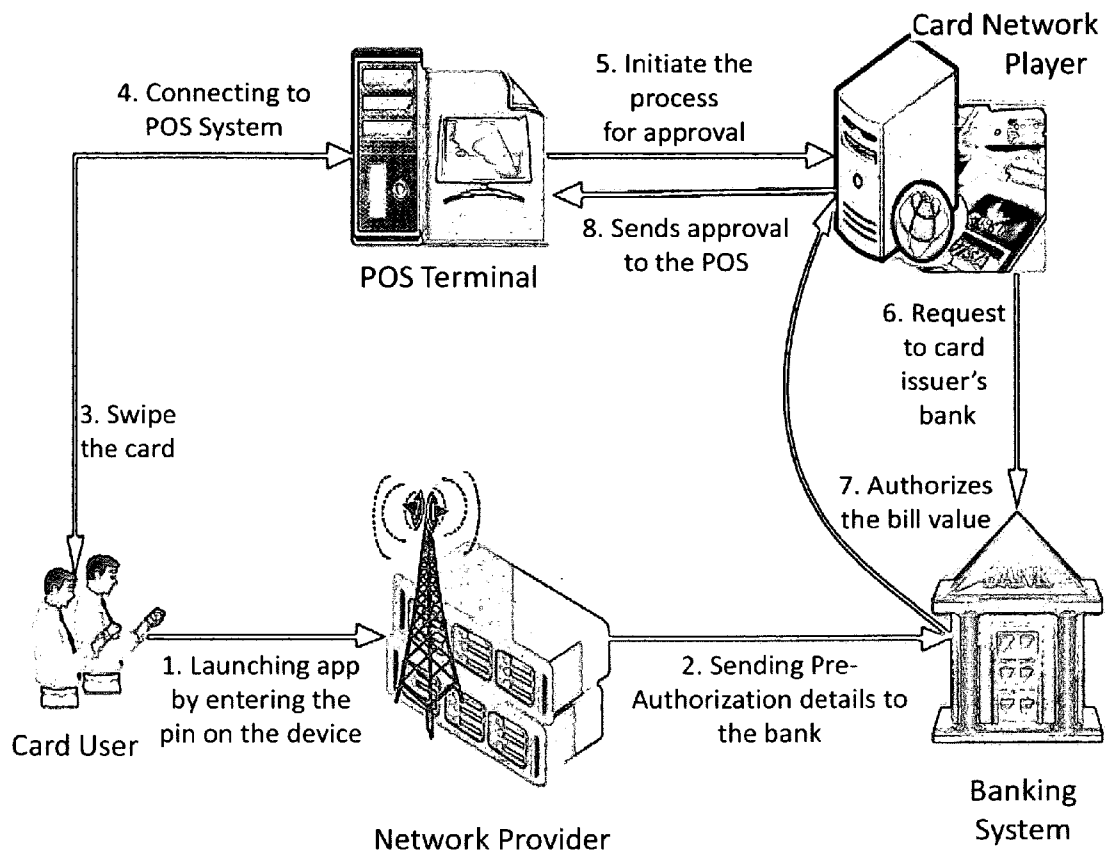 Card Network
Player
4. Connecting to
POS System
5. Initiate the
process
for approval
8. Sends approval
to the POS
POS Terminal
6. Request
to card
issuer's
bank
3. Swipe
the card
7. Authorizes
the bill value
BANK
1. Launching app
by entering the
pin on the device
2. Sending Pre-
Authorization details to
the bank
Card User
Banking
System
Network Provider